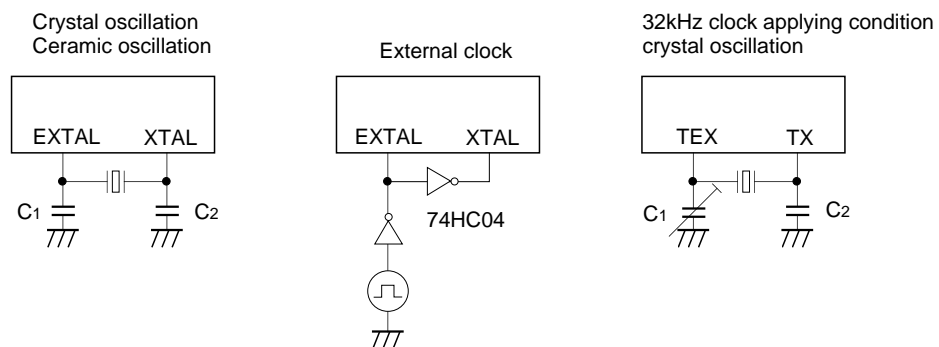 Crystal oscillation
Ceramic oscillation
EXTAL XTAL
C1 C2
External clock
EXTAL XTAL
74HC04
32kHz clock applying condition
crystal oscillation
TEX TX
C1 C2